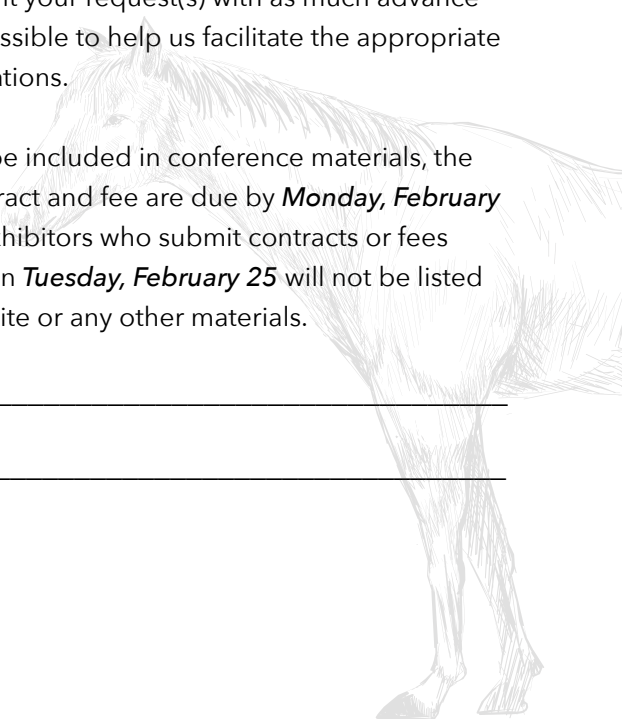 your request(s) with as much advance
ssible to help us facilitate the appropriate
tions.
be included in conference materials, the
ract and fee are due by Monday, February
hibitors who submit contracts or fees
n Tuesday, February 25 will not be listed
ite or any other materials.